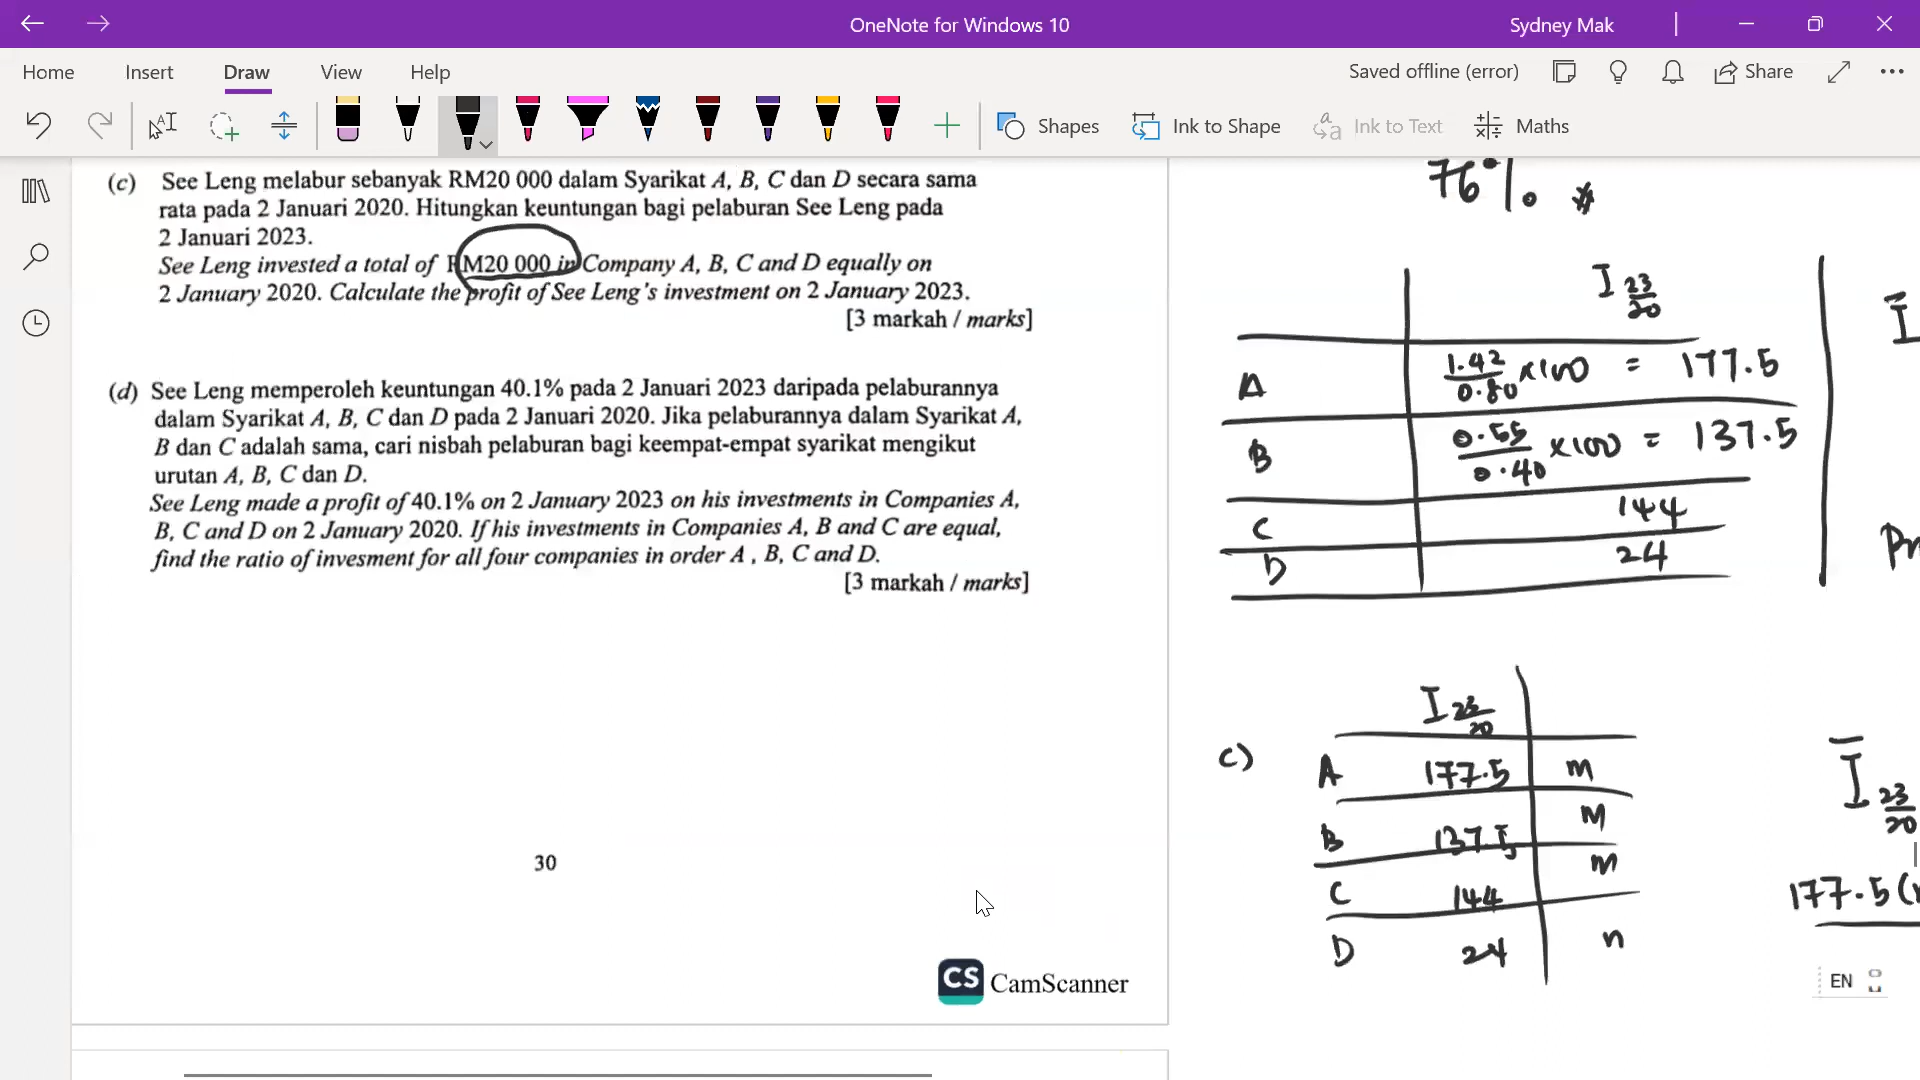 OneNote for Windows 10
Sydney Mak
Home Insert Draw View Help
Saved offline (error) Share
Shapes Ink to Shape Ink to Text Maths
(c) See Leng melabur sebanyak RM20 000 dalam Syarikat A, B, C dan D secara sama
rata pada 2 Januari 2020. Hitungkan keuntungan bagi pelaburan See Leng pada
2 Januari 2023.
See Leng invested a total of RM20 000 in Company A, B, C and D equally on
2 January 2020. Calculate the profit of See Leng's investment on 2 January 2023.
[3 markah / marks]
(d) See Leng memperoleh keuntungan 40.1% pada 2 Januari 2023 daripada pelaburannya
dalam Syarikat A, B, C dan D pada 2 Januari 2020. Jika pelaburannya dalam Syarikat A,
B dan C adalah sama, cari nisbah pelaburan bagi keempat-empat syarikat mengikut
urutan A, B, C dan D.
See Leng made a profit of 40.1% on 2 January 2023 on his investments in Companies A,
B, C and D on 2 January 2020. If his investments in Companies A, B and C are equal,
find the ratio of invesment for all four companies in order A , B, C and D.
[3 markah / marks]
30
CS CamScanner
76%
I 23/20
A 1.42/0.80 x100 = 177.5
B 0.55/0.40 x100 = 137.5
C 144
D 24
I
c)
I 23/20
A 177.5 m
B 137.5 m
C 144 m
D 24 n
I 23/20
177.5(
EN